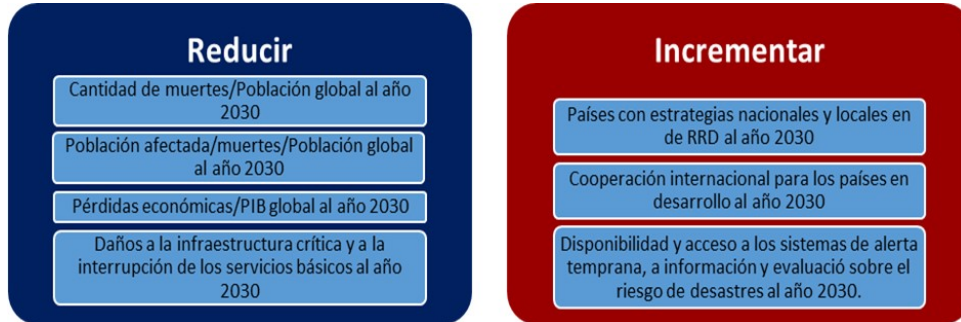 Reducir
Cantidad de muertes/Población global al año
2030
Población afectada/muertes/Población global
al año 2030
Pérdidas económicas/PIB global al año 2030
Daños a la infraestructura crítica y a la
interrupción de los servicios básicos al año
2030
Incrementar
Países con estrategias nacionales y locales en
de RRD al año 2030
Cooperación internacional para los países en
desarrollo al año 2030
Disponibilidad y acceso a los sistemas de alerta
temprana, a información y evaluació sobre el
riesgo de desastres al año 2030.